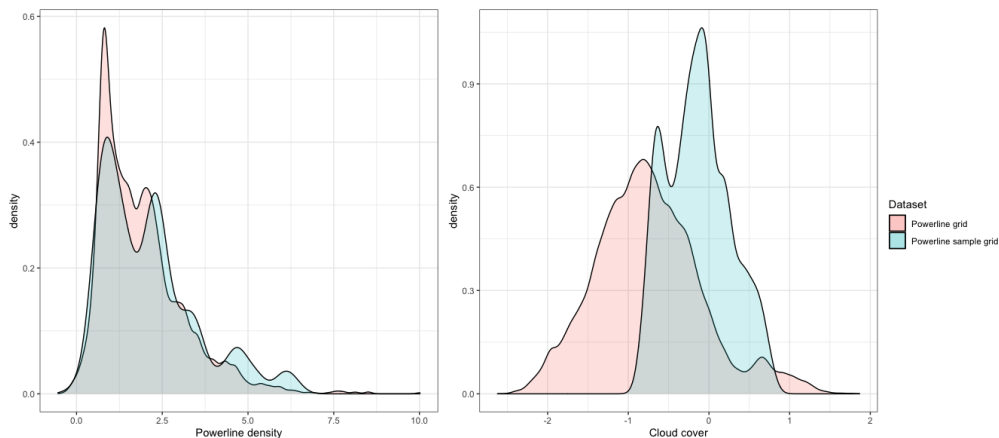 0.6
0.4
0.2
0.0
density
0.0 2.5 5.0 7.5 10.0
Powerline density
0.9
0.6
0.3
0.0
density
-2 -1 0 1 2
Cloud cover
Dataset
Powerline grid
Powerline sample grid